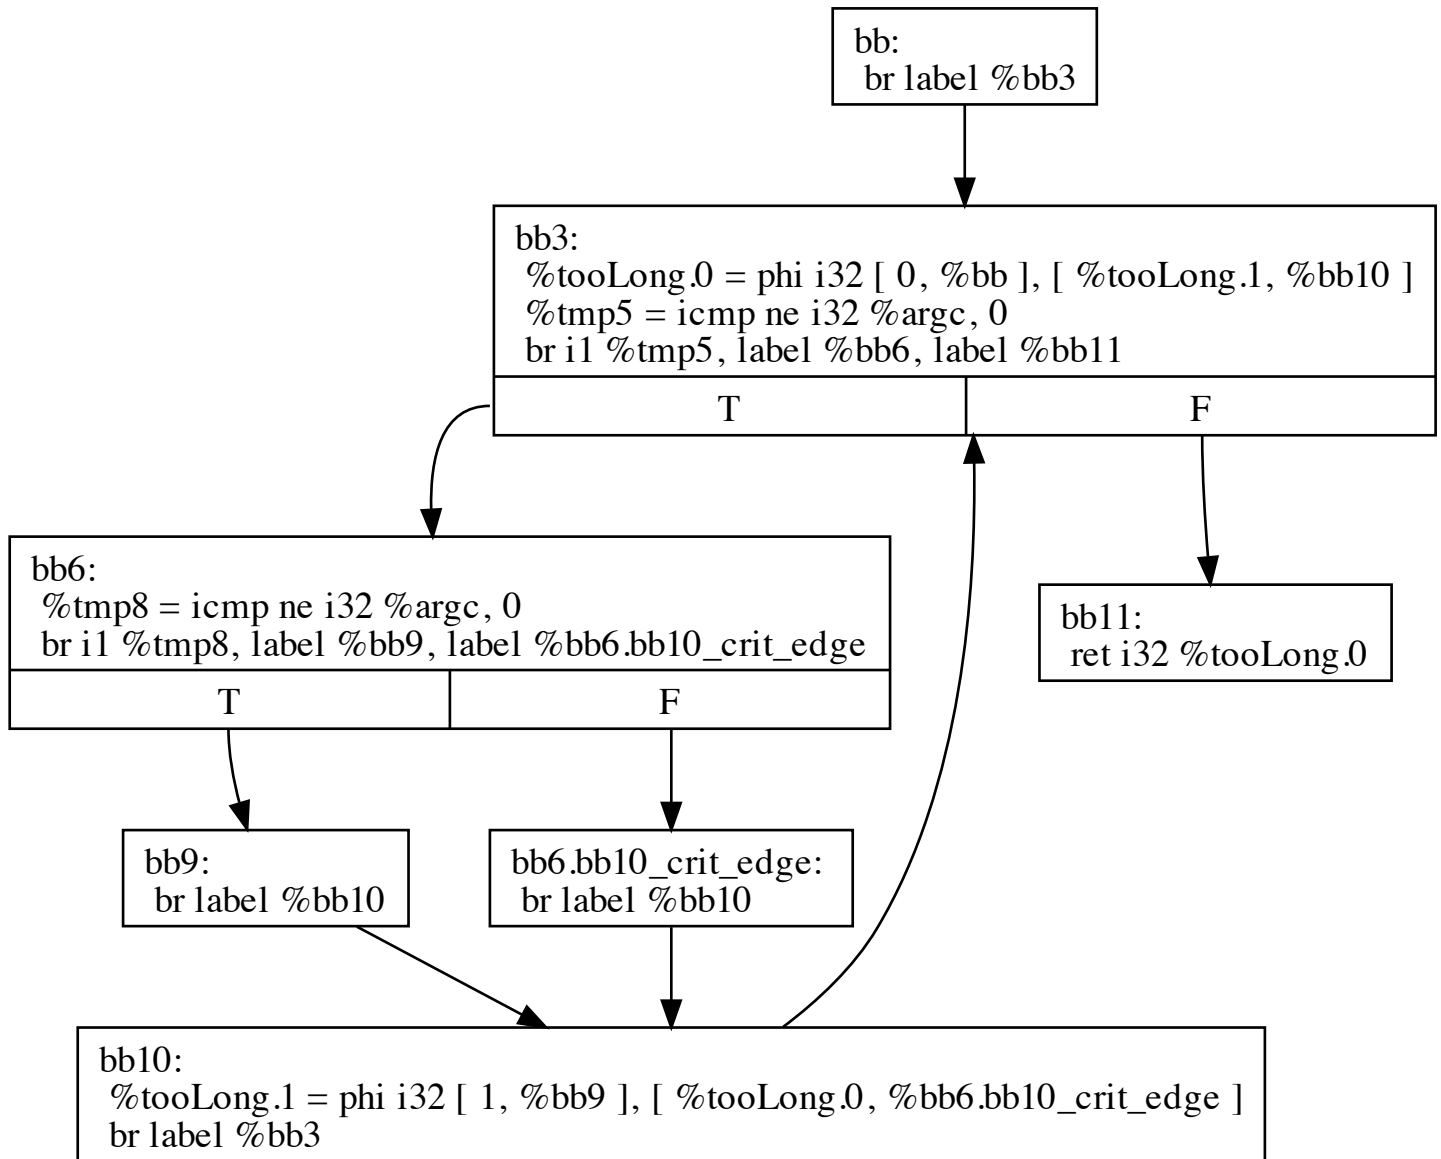 bb:
br label %bb3
bb3:
%tooLong.0 = phi i32 [ 0, %bb ], [ %tooLong.1, %bb10 ]
%tmp5 = icmp ne i32 %argc, 0
br i1 %tmp5, label %bb6, label %bb11
T
F
bb6:
%tmp8 = icmp ne i32 %argc, 0
br i1 %tmp8, label %bb9, label %bb6.bb10_crit_edge
T
F
bb11:
ret i32 %tooLong.0
bb9:
br label %bb10
bb6.bb10_crit_edge:
br label %bb10
bb10:
%tooLong.1 = phi i32 [ 1, %bb9 ], [ %tooLong.0, %bb6.bb10_crit_edge ]
br label %bb3